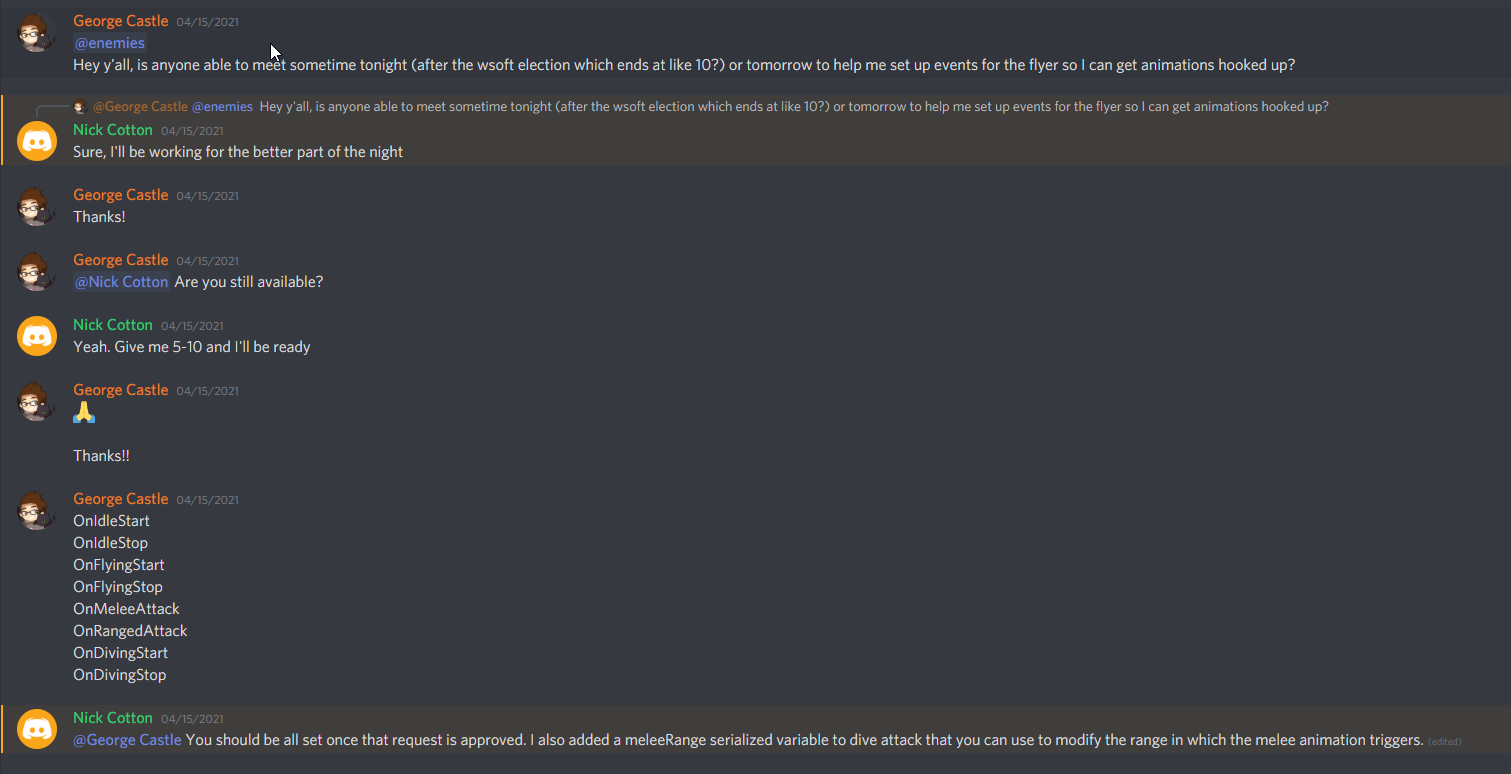 George Castle 04/15/2021
@enemies
Hey y'all, is anyone able to meet sometime tonight (after the wsoft election which ends at like 10?) or tomorrow to help me set up events for the flyer so I can get animations hooked up?
@George Castle @enemies Hey y'all, is anyone able to meet sometime tonight (after the wsoft election which ends at like 10?) or tomorrow to help me set up events for the flyer so I can get animations hooked up?
Nick Cotton 04/15/2021
Sure, I'll be working for the better part of the night
George Castle 04/15/2021
Thanks!
George Castle 04/15/2021
@Nick Cotton Are you still available?
Nick Cotton 04/15/2021
Yeah. Give me 5-10 and I'll be ready
George Castle 04/15/2021
Thanks!!
George Castle 04/15/2021
OnIdleStart
OnIdleStop
OnFlyingStart
OnFlyingStop
OnMeleeAttack
OnRangedAttack
OnDivingStart
OnDivingStop
Nick Cotton 04/15/2021
@George Castle You should be all set once that request is approved. I also added a meleeRange serialized variable to dive attack that you can use to modify the range in which the melee animation triggers. (edited)